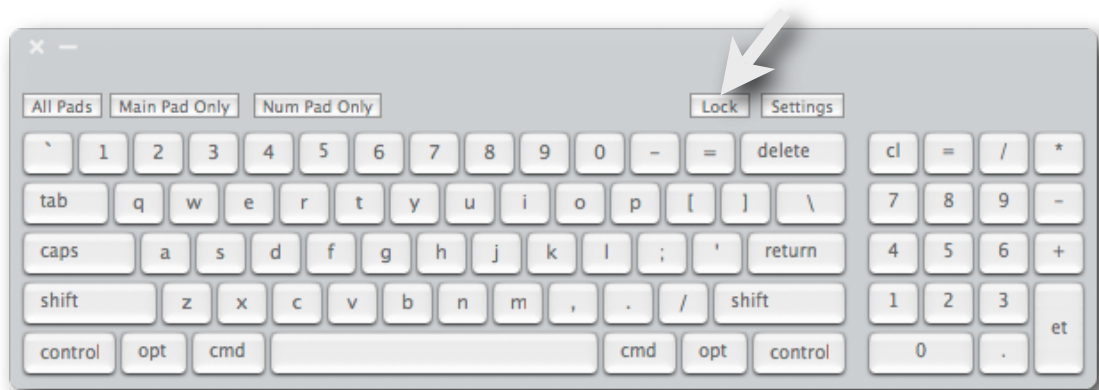 All Pads Main Pad Only Num Pad Only Lock Settings
` 1 2 3 4 5 6 7 8 9 0 - = delete cl = / *
tab q w e r t y u i o p [ ] \ 7 8 9 -
caps a s d f g h j k l ; ' return 4 5 6 +
shift z x c v b n m , . / shift 1 2 3
et
control opt cmd cmd opt control 0 .